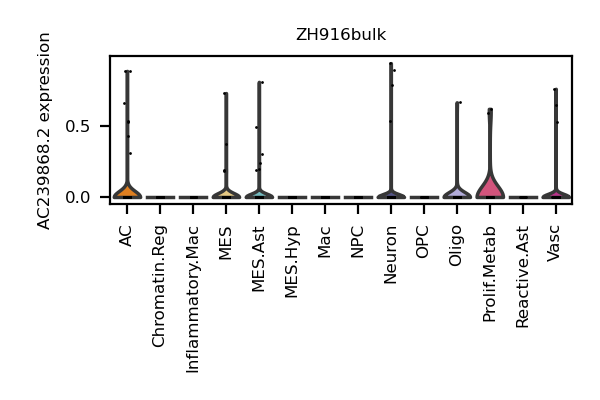 ZH916bulk
AC239868.2 expression
0.5
0.0
AC
Chromatin.Reg
Inflammatory.Mac
MES
MES.Ast
MES.Hyp
Mac
NPC
Neuron
OPC
Oligo
Prolif.Metab
Reactive.Ast
Vasc